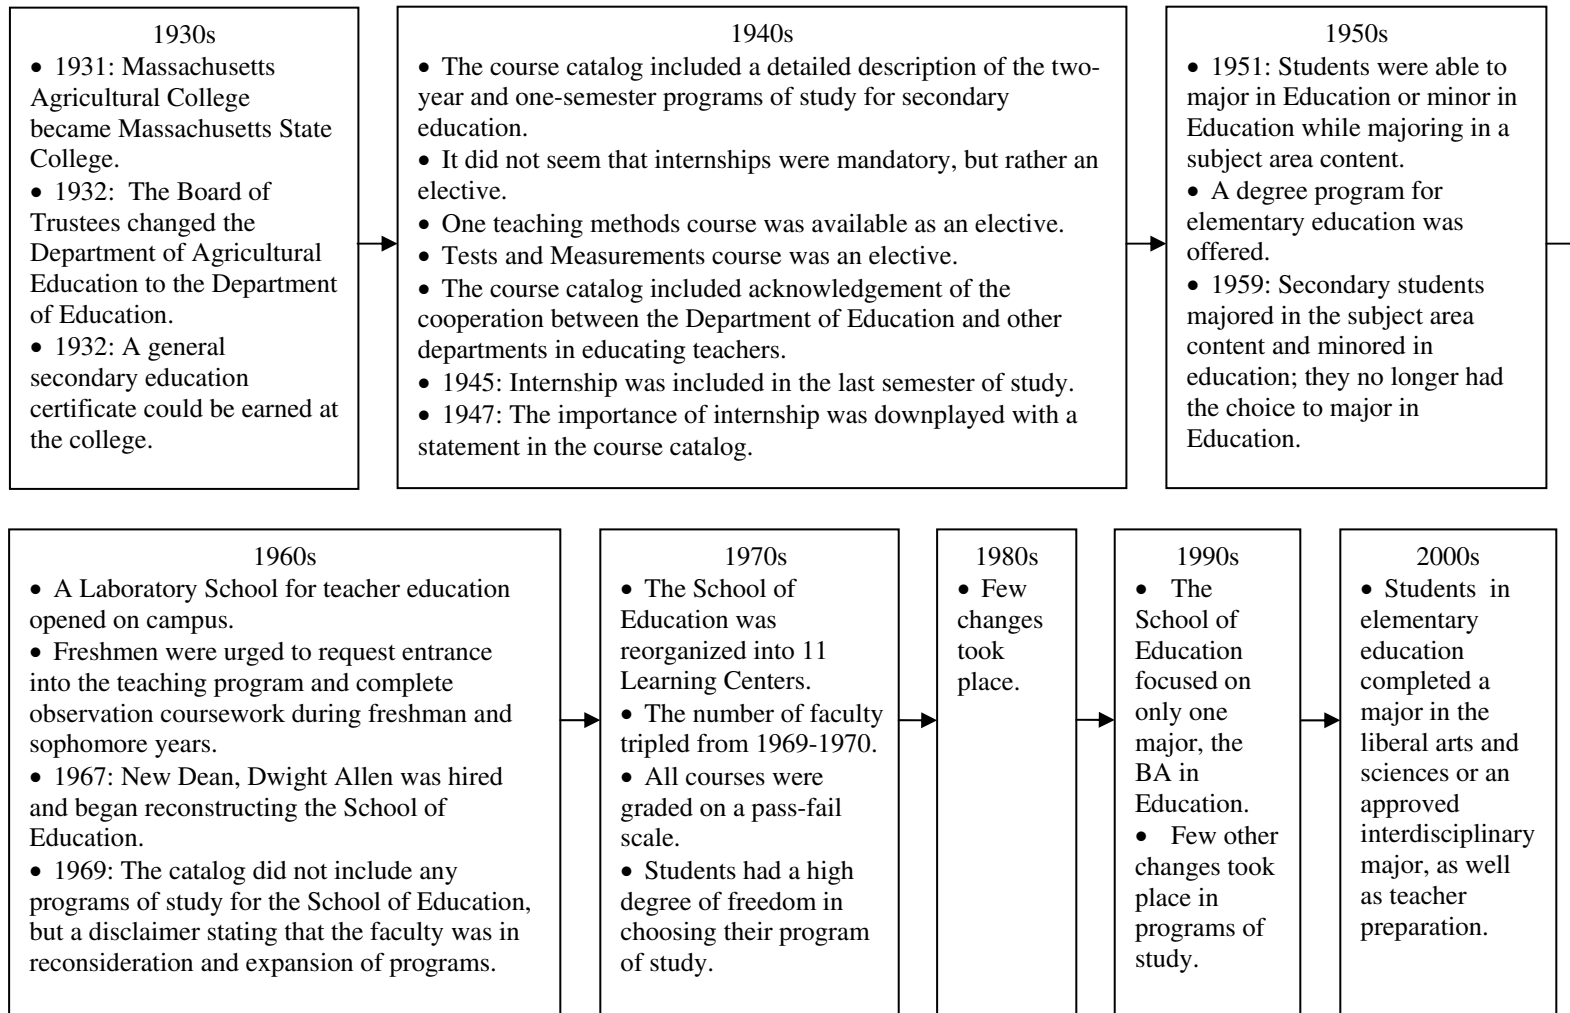 1930s
• 1931: Massachusetts
Agricultural College
became Massachusetts State
College.
• 1932: The Board of
Trustees changed the
Department of Agricultural
Education to the Department
of Education.
• 1932: A general
secondary education
certificate could be earned at
the college.
1940s
• The course catalog included a detailed description of the two-
year and one-semester programs of study for secondary
education.
• It did not seem that internships were mandatory, but rather an
elective.
• One teaching methods course was available as an elective.
• Tests and Measurements course was an elective.
• The course catalog included acknowledgement of the
cooperation between the Department of Education and other
departments in educating teachers.
• 1945: Internship was included in the last semester of study.
• 1947: The importance of internship was downplayed with a
statement in the course catalog.
1950s
• 1951: Students were able to
major in Education or minor in
Education while majoring in a
subject area content.
• A degree program for
elementary education was
offered.
• 1959: Secondary students
majored in the subject area
content and minored in
education; they no longer had
the choice to major in
Education.
1960s
• A Laboratory School for teacher education
opened on campus.
• Freshmen were urged to request entrance
into the teaching program and complete
observation coursework during freshman and
sophomore years.
• 1967: New Dean, Dwight Allen was hired
and began reconstructing the School of
Education.
• 1969: The catalog did not include any
programs of study for the School of Education,
but a disclaimer stating that the faculty was in
reconsideration and expansion of programs.
1970s
• The School of
Education was
reorganized into 11
Learning Centers.
• The number of faculty
tripled from 1969-1970.
• All courses were
graded on a pass-fail
scale.
• Students had a high
degree of freedom in
choosing their program
of study.
1980s
• Few
changes
took
place.
1990s
• The
School of
Education
focused on
only one
major, the
BA in
Education.
• Few other
changes took
place in
programs of
study.
2000s
• Students in
elementary
education
completed a
major in the
liberal arts and
sciences or an
approved
interdisciplinary
major, as well
as teacher
preparation.